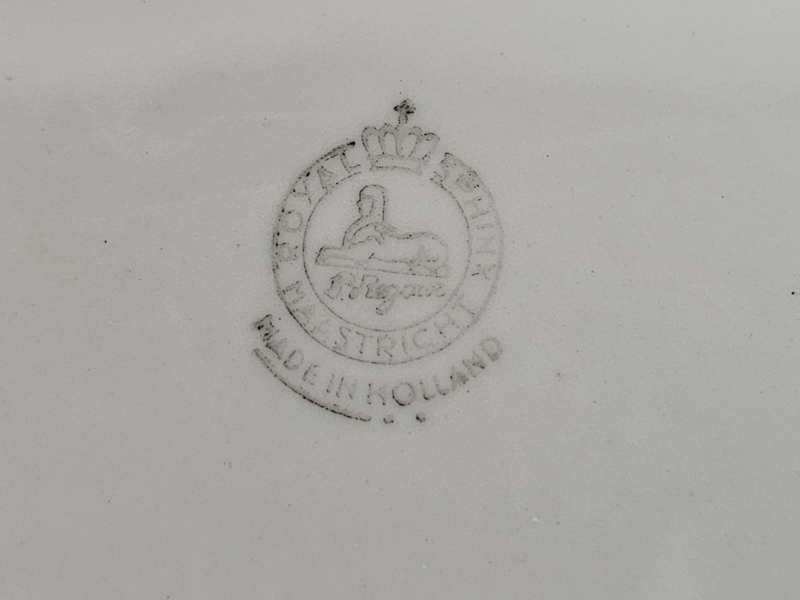 ROYAL SPHINX
P. Regout
MAASTRICHT
MADE IN HOLLAND